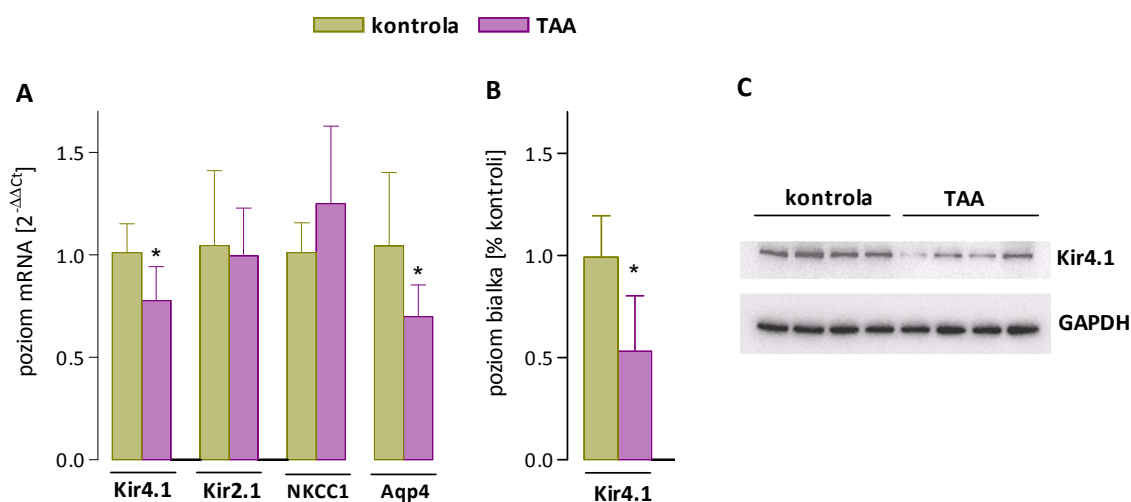 kontrola TAA
A
poziom mRNA [2-ΔΔCt]
1.5
1.0
0.5
0.0
* *
Kir4.1 Kir2.1 NKCC1 Aqp4
B
poziom bialka [% kontroli]
1.5
1.0
0.5
0.0
*
Kir4.1
C
kontrola TAA
Kir4.1
GAPDH